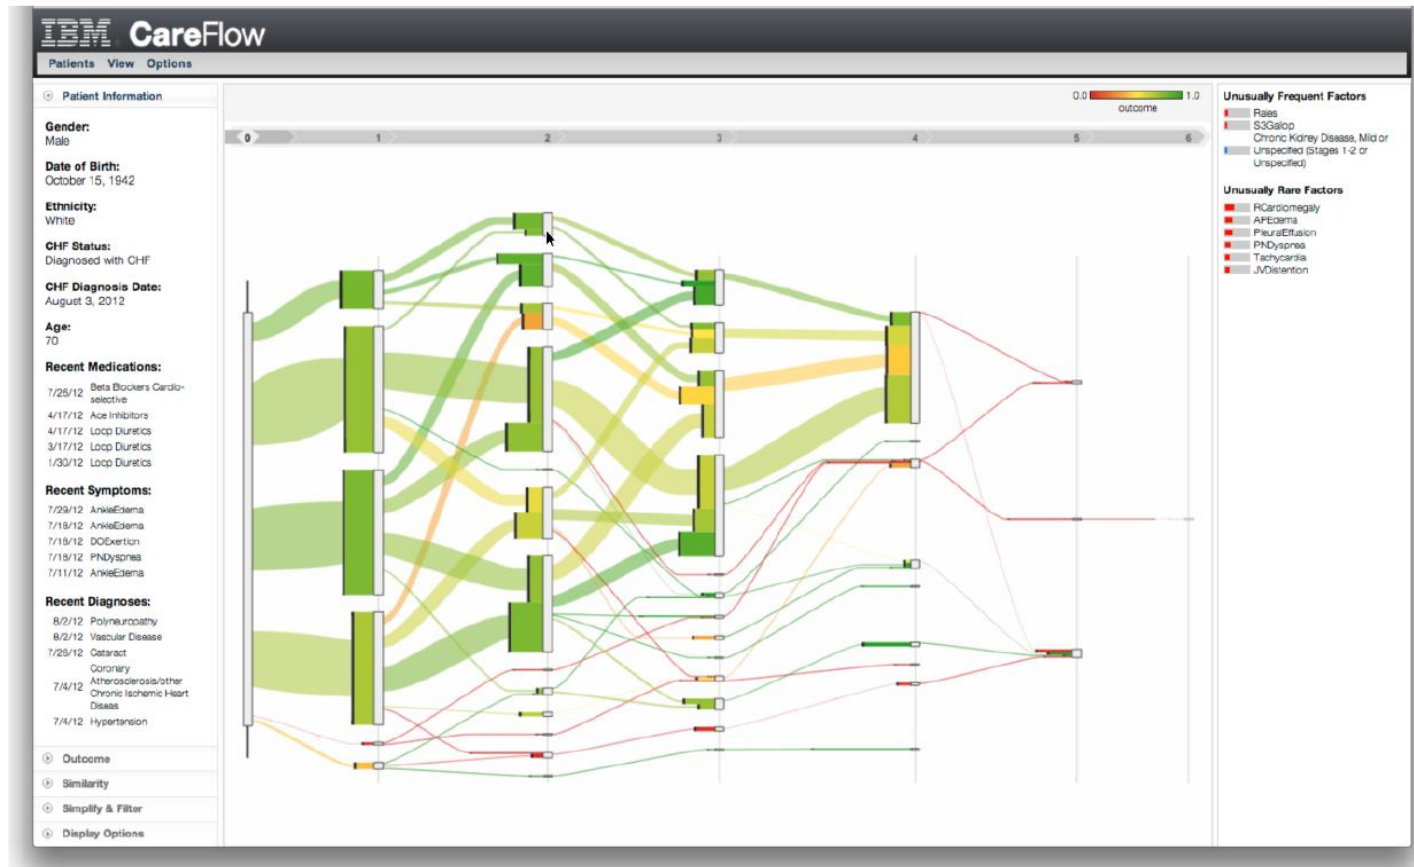 IBM CareFlow
Patients View Options
Patient Information
Gender:
Male
Date of Birth:
October 15, 1942
Ethnicity:
White
CHF Status:
Diagnosed with CHF
CHF Diagnosis Date:
August 3, 2012
Age:
70
Recent Medications:
7/26/12 Beta Blockers Cardio-
selective
4/17/12 Ace Inhibitors
4/17/12 Loop Diuretics
3/17/12 Loop Diuretics
1/30/12 Loop Diuretics
Recent Symptoms:
7/29/12 AnkleEdema
7/18/12 AnkleEdema
7/18/12 DOExertion
7/18/12 PNDyspnea
7/11/12 AnkleEdema
Recent Diagnoses:
8/2/12 Polyneuropathy
8/2/12 Vascular Disease
7/26/12 Cataract
7/4/12 Coronary
Atherosclerosis/other
Chronic Ischemic Heart
Diseas
7/4/12 Hypertension
Outcome
Similarity
Simplify & Filter
Display Options
0.0 1.0
outcome
0 1 2 3 4 5 6
Unusually Frequent Factors
Rales
S3Galop
Chronic Kidney Disease, Mild or
Unspecified (Stages 1-2 or
Unspecified)
Unusually Rare Factors
RCardiomegaly
APEdema
PleuralEffusion
PNDyspnea
Tachycardia
JVDistention